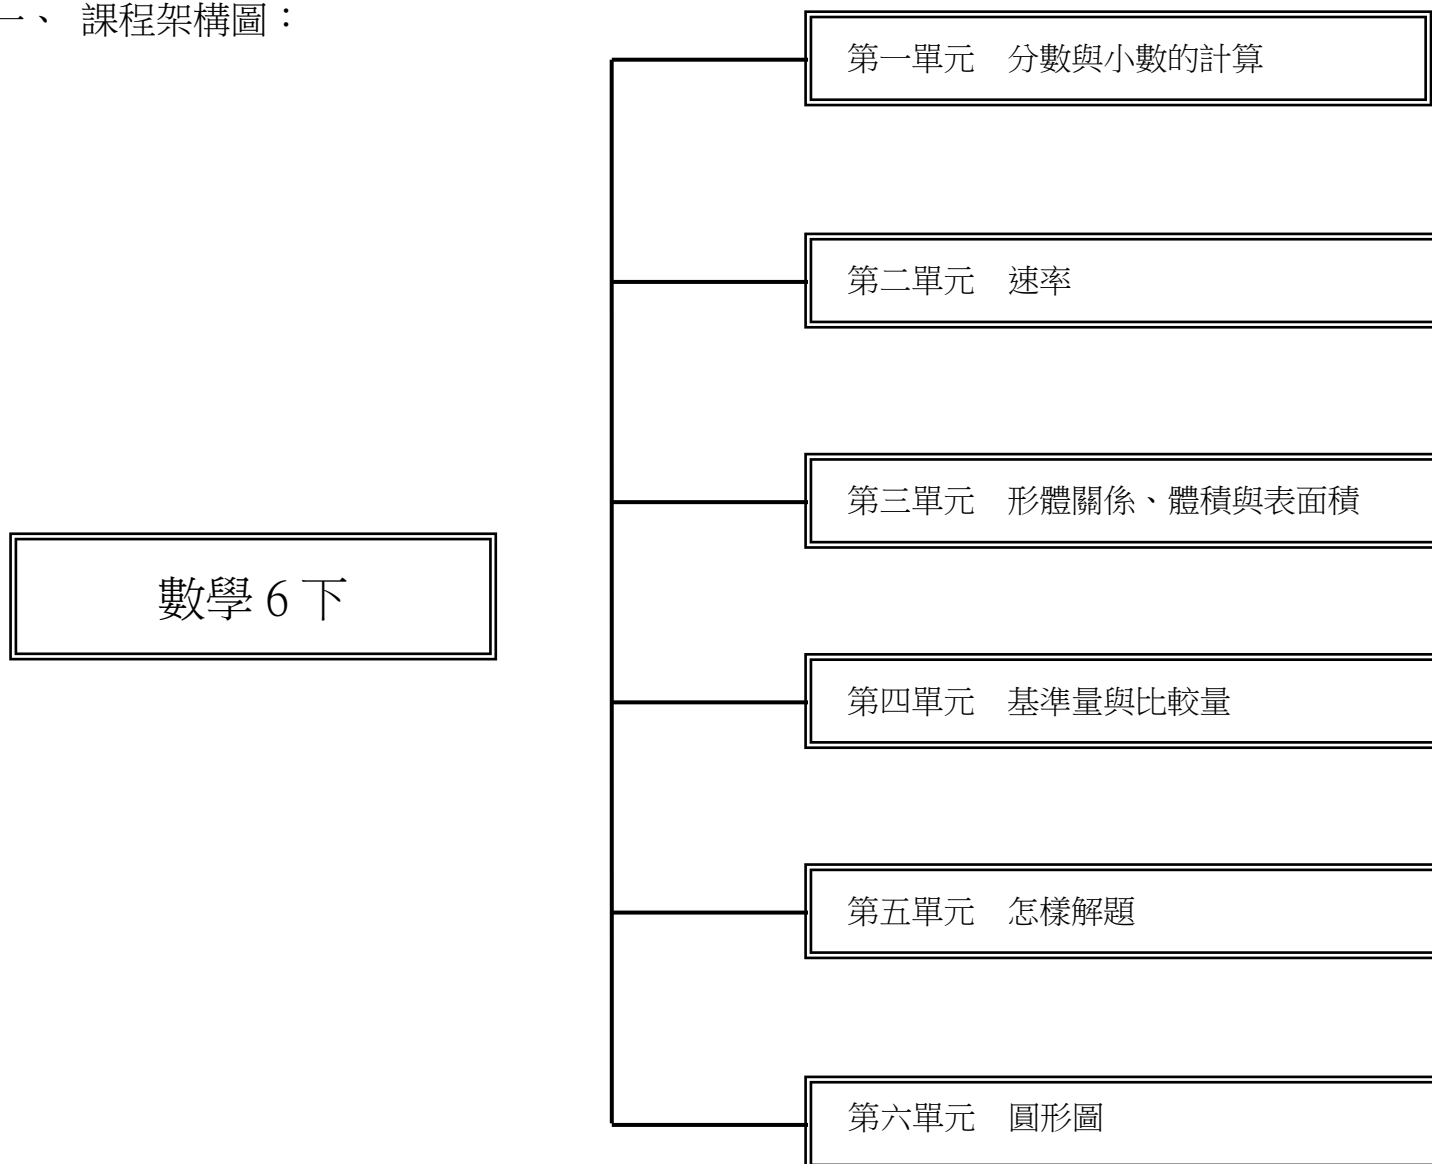 一、 課程架構圖：
第一單元　分數與小數的計算
第二單元　速率
第三單元　形體關係、體積與表面積
數學 6 下
第四單元　基準量與比較量
第五單元　怎樣解題
第六單元　圓形圖